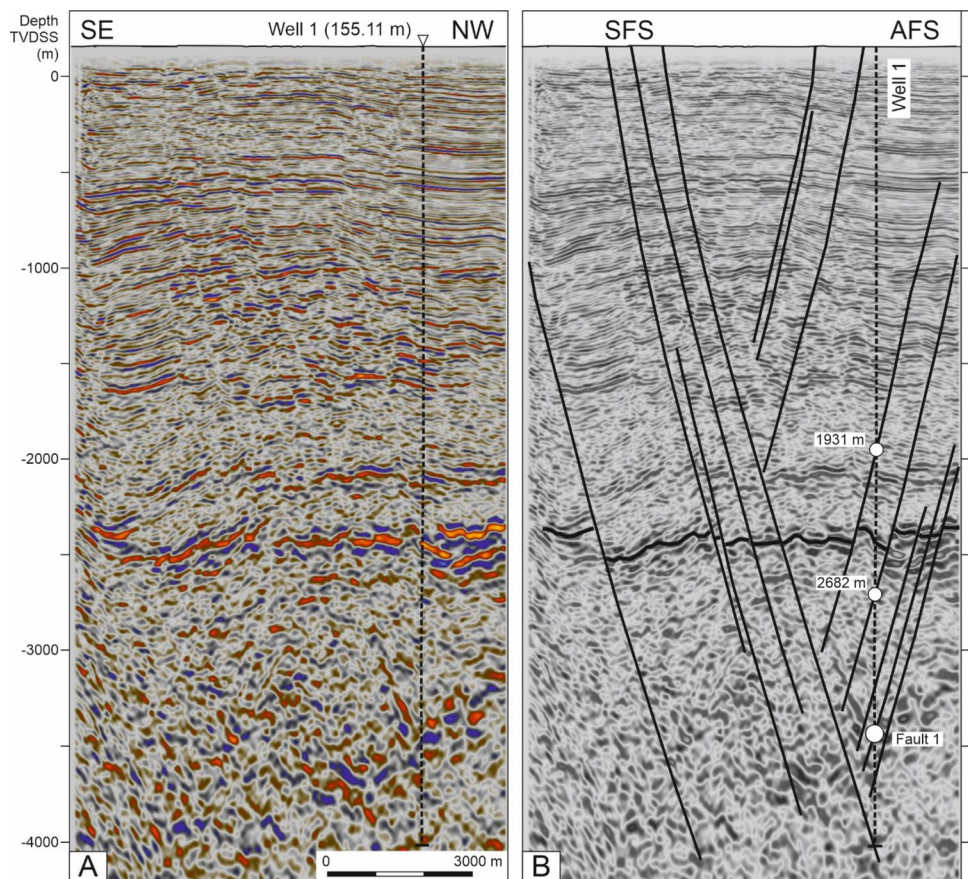 Depth
TVDSS
(m)
SE
Well 1 (155.11 m)
NW
0
-1000
-2000
-3000
-4000
A
0
3000 m
SFS
AFS
Well 1
1931 m
2682 m
Fault 1
B